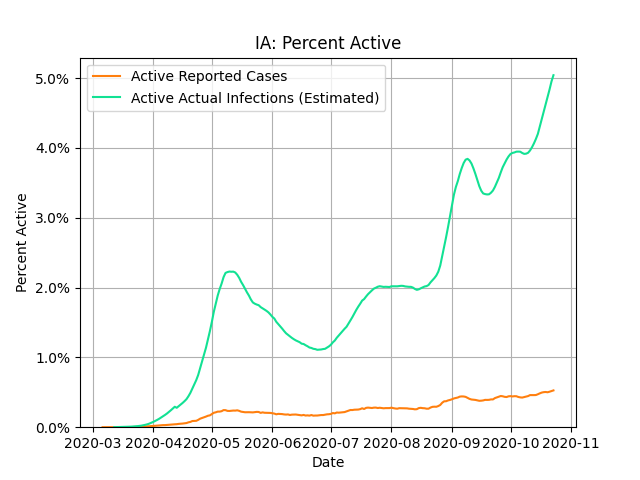 IA: Percent Active
Active Reported Cases
Active Actual Infections (Estimated)
Percent Active
5.0%
4.0%
3.0%
2.0%
1.0%
0.0%
2020-03 2020-04 2020-05 2020-06 2020-07 2020-08 2020-09 2020-10 2020-11
Date